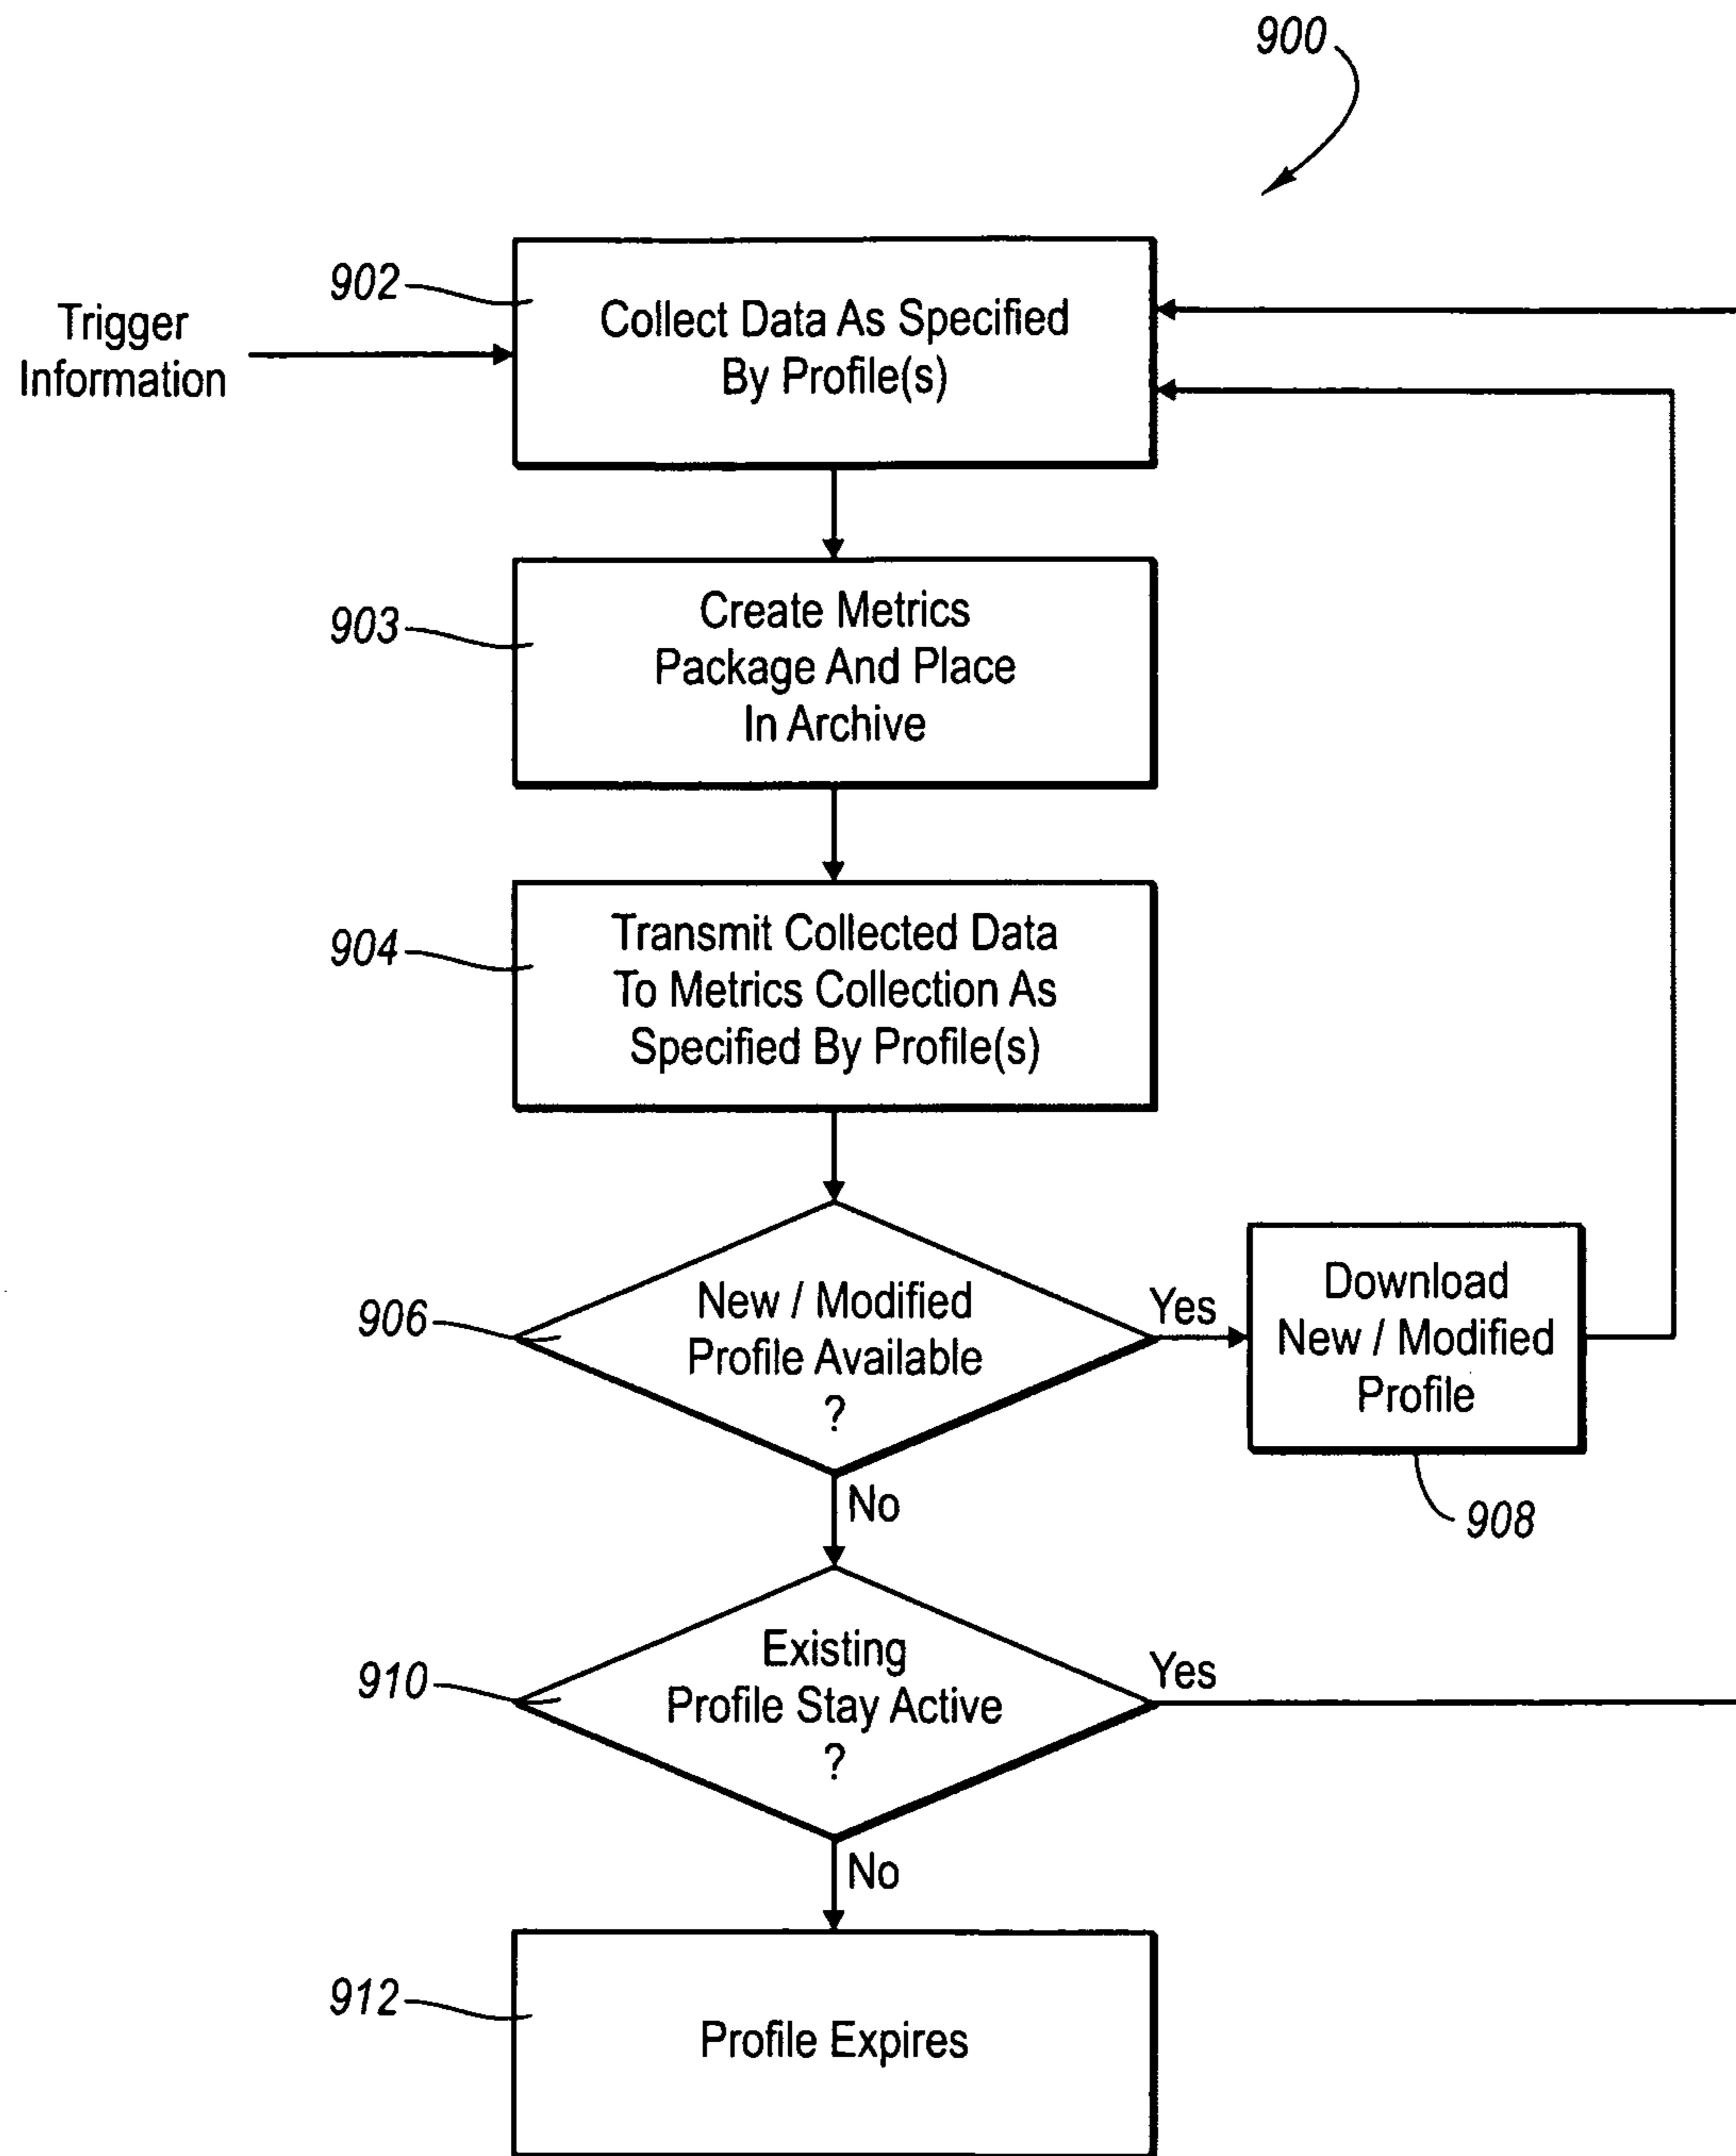 900
902
Trigger
Information
Collect Data As Specified
By Profile(s)
903
Create Metrics
Package And Place
In Archive
904
Transmit Collected Data
To Metrics Collection As
Specified By Profile(s)
906
New / Modified
Profile Available
?
Yes
Download
New / Modified
Profile
908
No
910
Existing
Profile Stay Active
?
Yes
No
912
Profile Expires